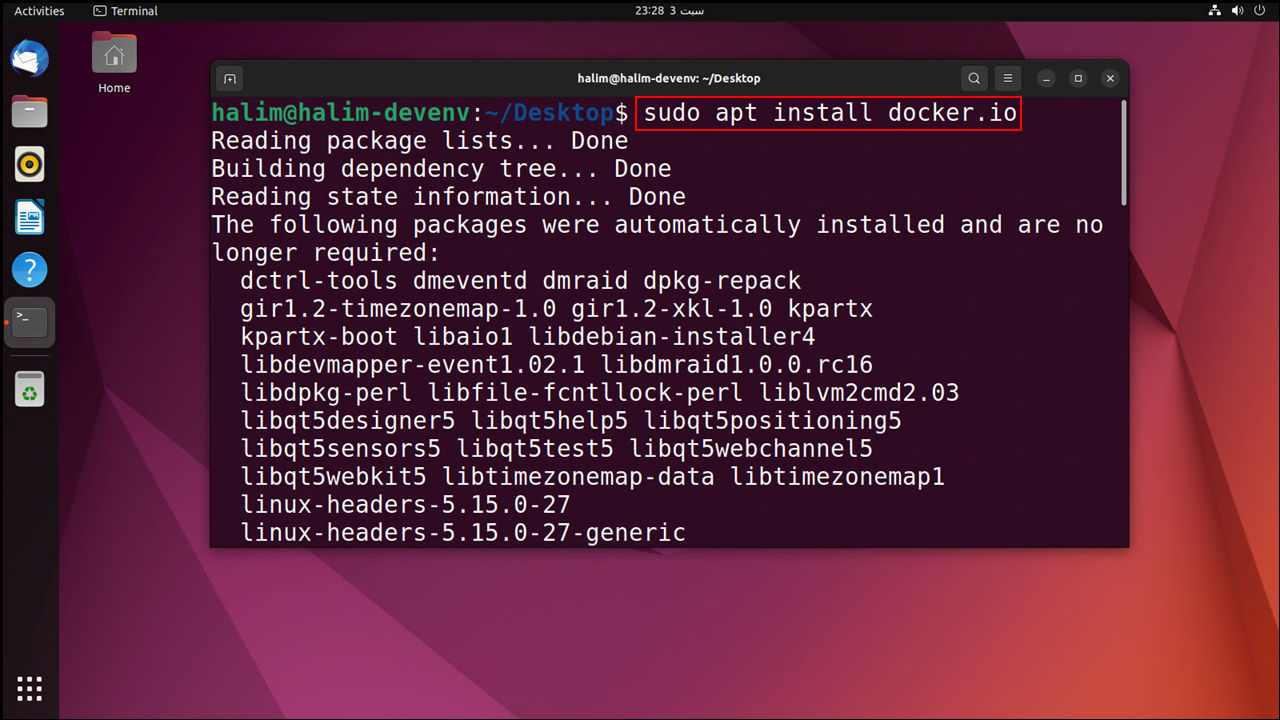 Activities Terminal 23:28 3 سبت
Home
halim@halim-devenv: ~/Desktop
halim@halim-devenv:~/Desktop$ sudo apt install docker.io
Reading package lists... Done
Building dependency tree... Done
Reading state information... Done
The following packages were automatically installed and are no
longer required:
  dctrl-tools dmeventd dmraid dpkg-repack
  gir1.2-timezonemap-1.0 gir1.2-xkl-1.0 kpartx
  kpartx-boot libaio1 libdebian-installer4
  libdevmapper-event1.02.1 libdmraid1.0.0.rc16
  libdpkg-perl libfile-fcntllock-perl liblvm2cmd2.03
  libqt5designer5 libqt5help5 libqt5positioning5
  libqt5sensors5 libqt5test5 libqt5webchannel5
  libqt5webkit5 libtimezonemap-data libtimezonemap1
  linux-headers-5.15.0-27
  linux-headers-5.15.0-27-generic